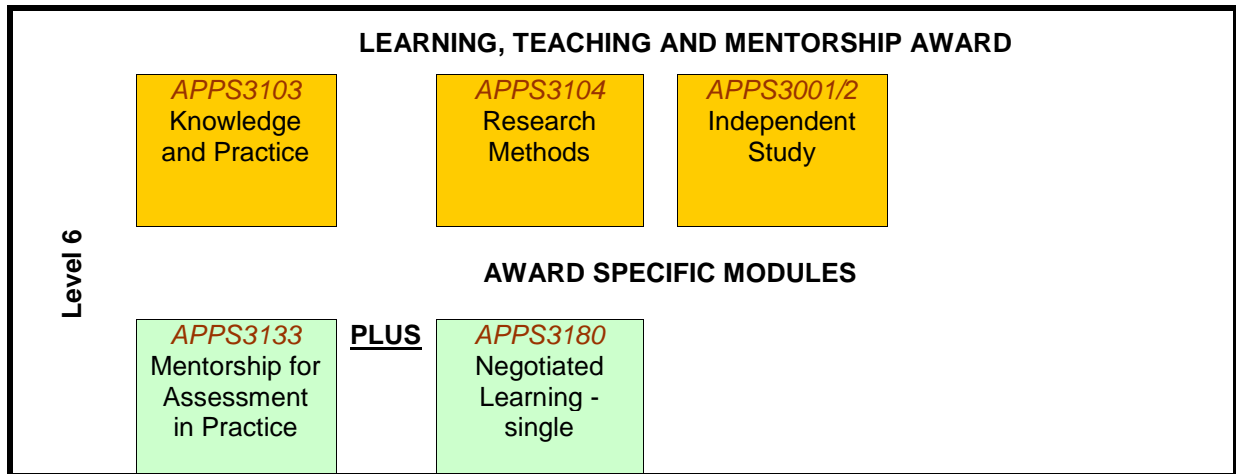 LEARNING, TEACHING AND MENTORSHIP AWARD
APPS3103
Knowledge
and Practice
APPS3104
Research
Methods
APPS3001/2
Independent
Study
Level 6
AWARD SPECIFIC MODULES
APPS3133
Mentorship for
Assessment
in Practice
PLUS
APPS3180
Negotiated
Learning -
single